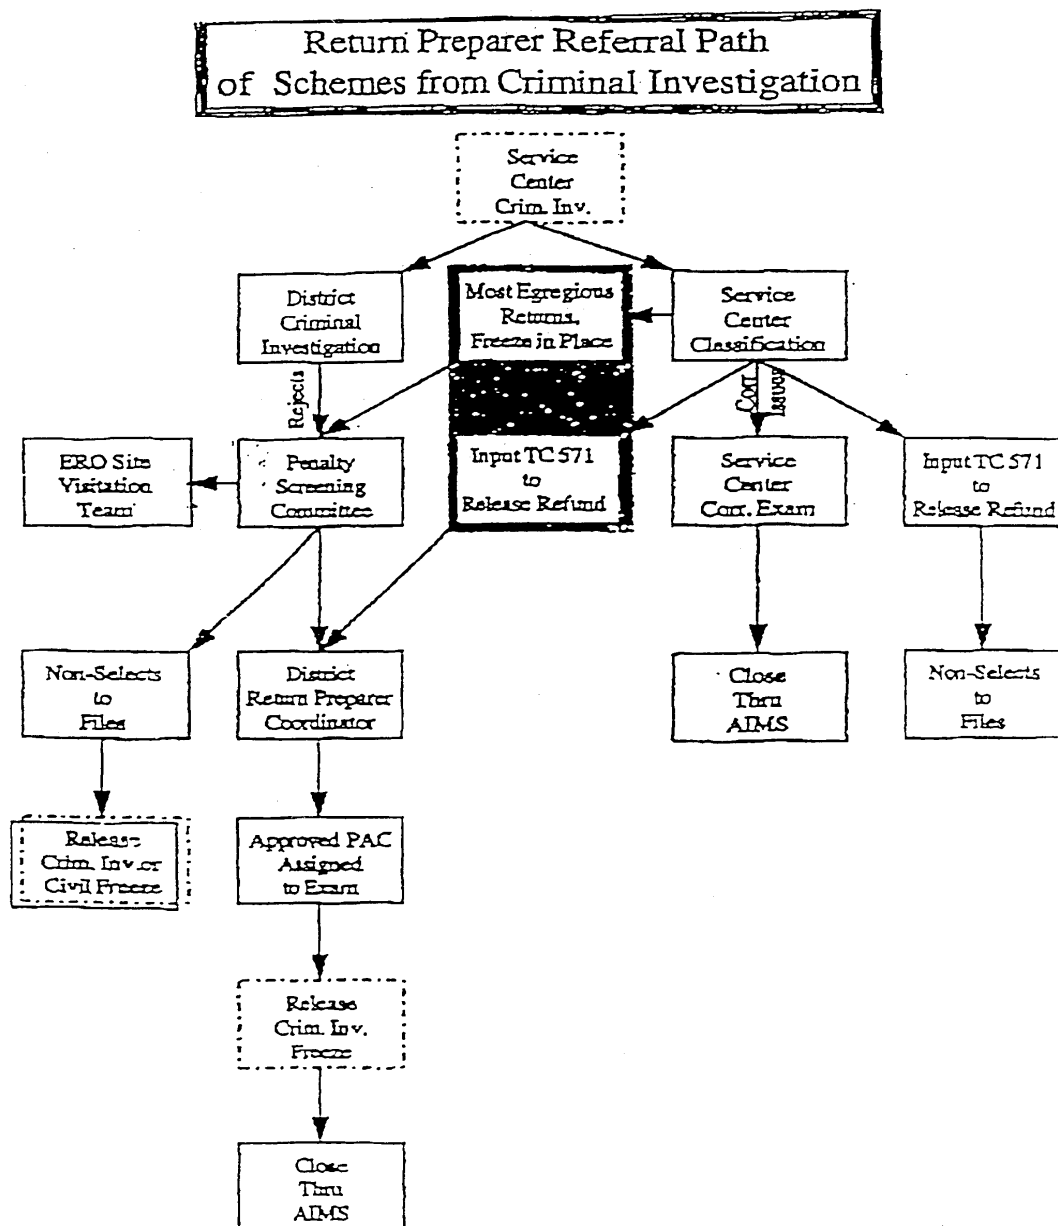 Return Preparer Referral Path
of Schemes from Criminal Investigation
Service
Center
Crim. Inv.
District
Criminal
Investigation
Most Egregious
Returns,
Freeze in Place
Service
Center
Classification
Rejects
Corr.
Issues
ERO Site
Visitation
Team
Penalty
Screening
Committee
Input TC 571
to
Release Refund
Service
Center
Corr. Exam
Input TC 571
to
Release Refund
Non-Selects
to
Files
District
Return Preparer
Coordinator
Close
Thru
AIMS
Non-Selects
to
Files
Release
Crim. Inv. or
Civil Freeze
Approved PAC
Assigned
to Exam
Release
Crim. Inv.
Freeze
Close
Thru
AIMS